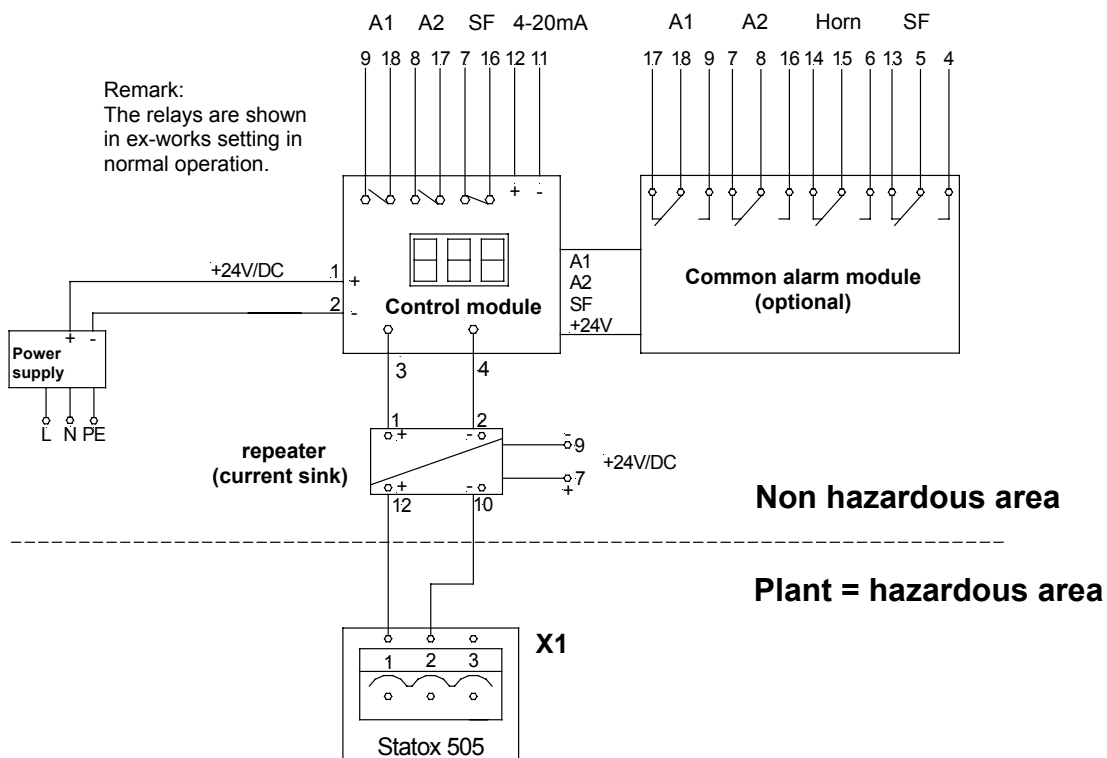 A1 A2 SF 4-20mA
9 18 8 17 7 16 12 11
A1 A2 Horn SF
17 18 9 7 8 16 14 15 6 13 5 4
Remark:
The relays are shown
in ex-works setting in
normal operation.
+ -
+24V/DC 1 +
2 -
Control module
A1
A2
SF
+24V
Common alarm module
(optional)
+ -
Power
supply
L N PE
3 4
1 2
+ -
repeater
(current sink)
+ -
12 10
- 9
+24V/DC
7
+
Non hazardous area
Plant = hazardous area
X1
1 2 3
Statox 505